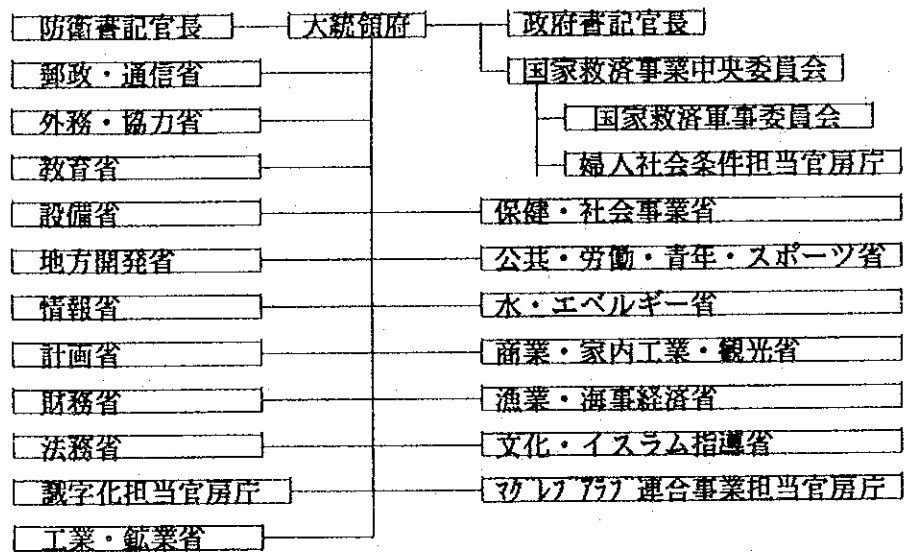 防衛書記官長 大統領府 政府書記官長
郵政・通信省 国家救済事業中央委員会
外務・協力省 国家救済軍事委員会
教育省 婦人社会条件担当官房庁
設備省 保健・社会事業省
地方開発省 公共・労働・青年・スポーツ省
情報省 水・エベルギー省
計画省 商業・家内工業・観光省
財務省 漁業・海事経済省
法務省 文化・イスラム指導省
識字化担当官房庁 マグレブアラブ連合事業担当官房庁
工業・鉱業省